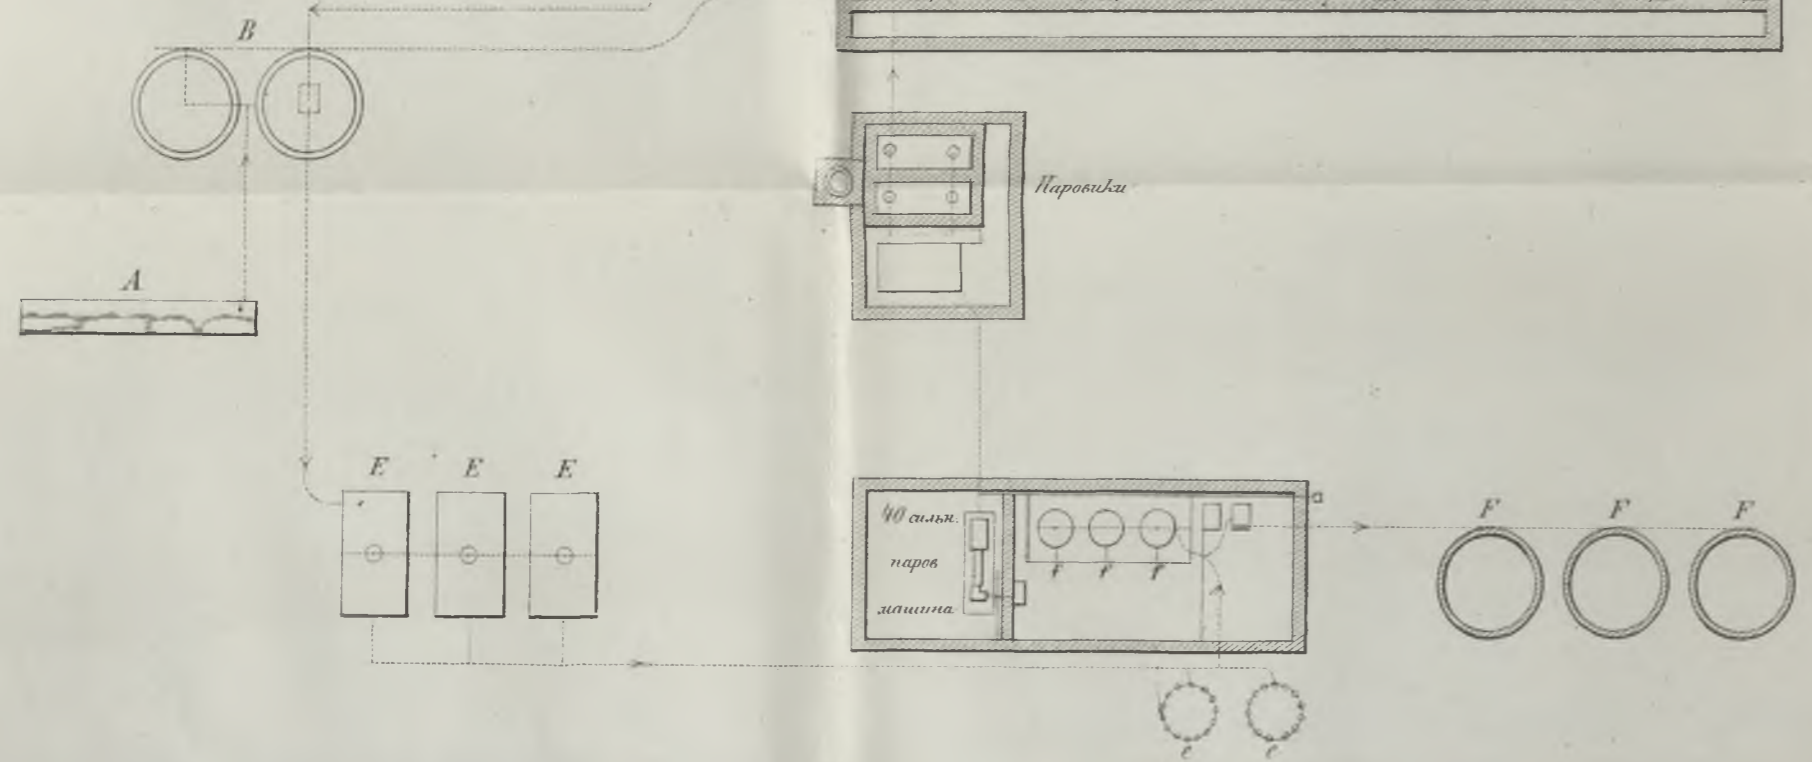 B
Паровики
A
E E E
40 сильн.
паров
машина
f f f
F F F
e e